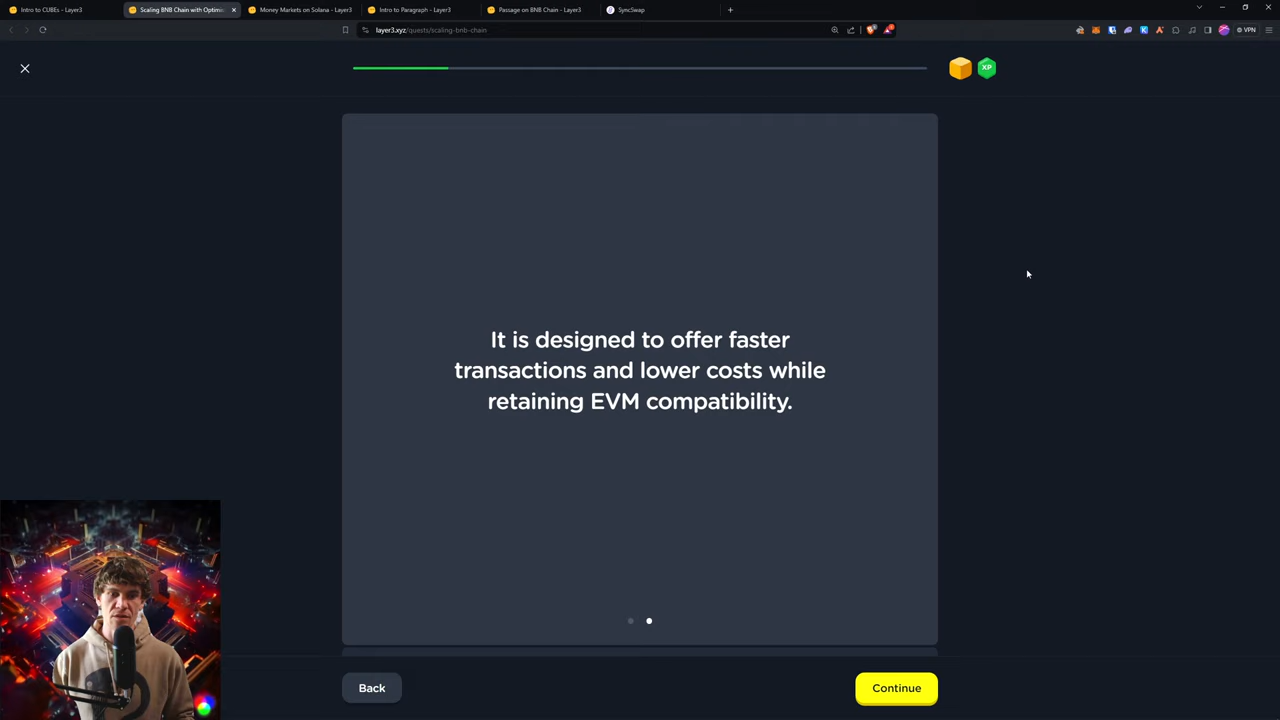 Intro to CUBEs - Layer3
Scaling BNB Chain with Optimi
Money Markets on Solana - Layer3
Intro to Paragraph - Layer3
Passage on BNB Chain - Layer3
SyncSwap
layer3.xyz/quests/scaling-bnb-chain
VPN
XP
It is designed to offer faster
transactions and lower costs while
retaining EVM compatibility.
Back
Continue